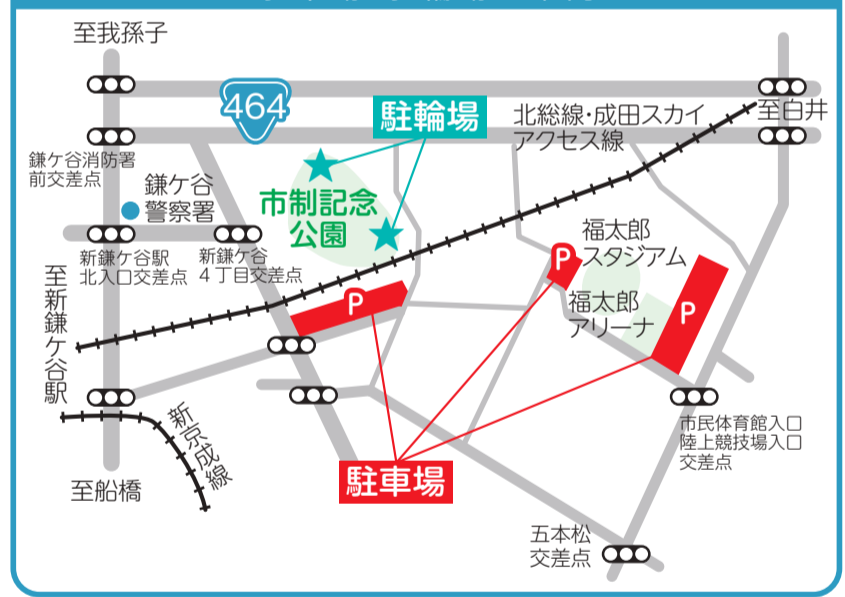 至我孫子
464
駐輪場
北総線・成田スカイ
アクセス線
至白井
鎌ケ谷消防署
前交差点
鎌ケ谷
警察署
市制記念
公園
新鎌ケ谷駅
北入口交差点
新鎌ケ谷
4丁目交差点
福太郎
スタジアム
福太郎
アリーナ
P
P
P
至新鎌ケ谷駅
新京成線
市民体育館入口
陸上競技場入口
交差点
至船橋
駐車場
五本松
交差点